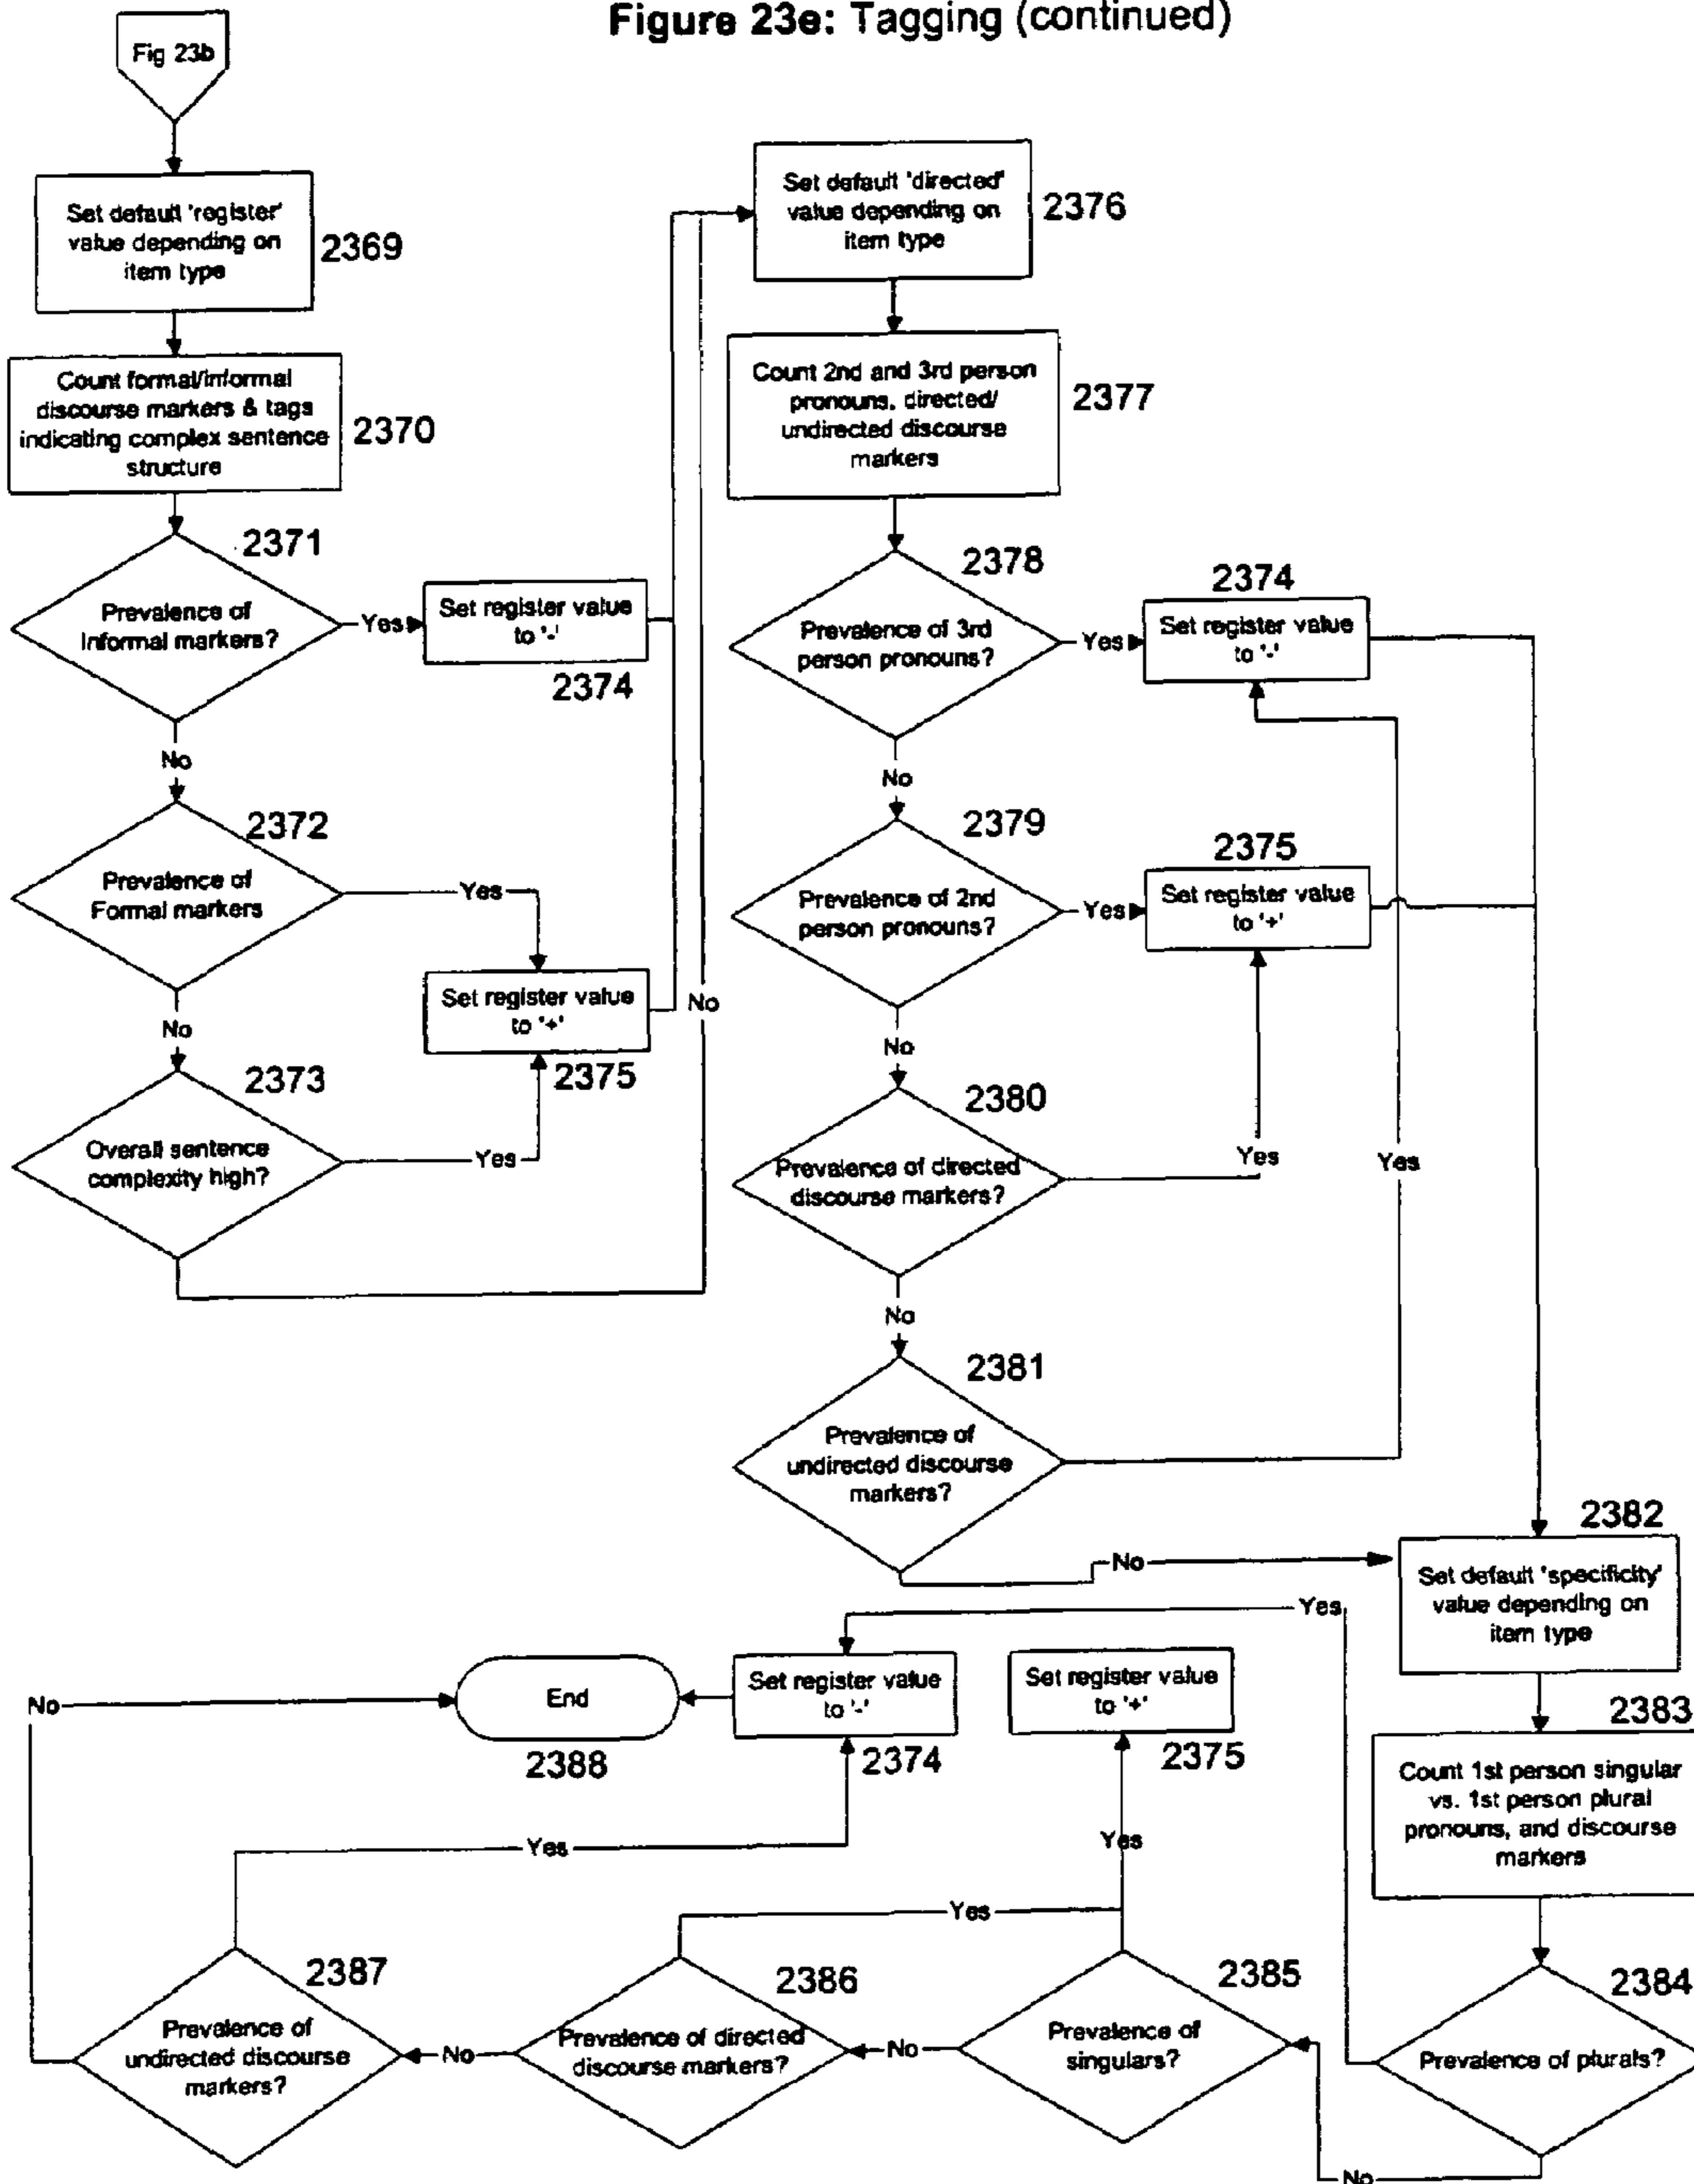 Figure 23e: Tagging (continued)
Fig 23b
Set default 'register'
value depending on
item type
2369
Count formal/informal
discourse markers & tags
indicating complex sentence
structure
2370
2371
Prevalence of
Informal markers?
Yes
Set register value
to '-'
2374
No
2372
Prevalence of
Formal markers
Yes
Set register value
to '+'
2375
No
2373
Overall sentence
complexity high?
Yes
No
Set default 'directed'
value depending on
item type
2376
Count 2nd and 3rd person
pronouns, directed/
undirected discourse
markers
2377
2378
Prevalence of 3rd
person pronouns?
Yes
2374
Set register value
to '-'
No
2379
Prevalence of 2nd
person pronouns?
Yes
2375
Set register value
to '+'
No
2380
Prevalence of directed
discourse markers?
Yes
Yes
No
2381
Prevalence of
undirected discourse
markers?
No
2382
Set default 'specificity'
value depending on
item type
2383
Count 1st person singular
vs. 1st person plural
pronouns, and discourse
markers
2384
Prevalence of plurals?
Yes
No
2385
Prevalence of
singulars?
Yes
Set register value
to '+'
2375
No
2386
Prevalence of directed
discourse markers?
Yes
No
2387
Prevalence of
undirected discourse
markers?
Yes
Set register value
to '-'
2374
No
End
2388